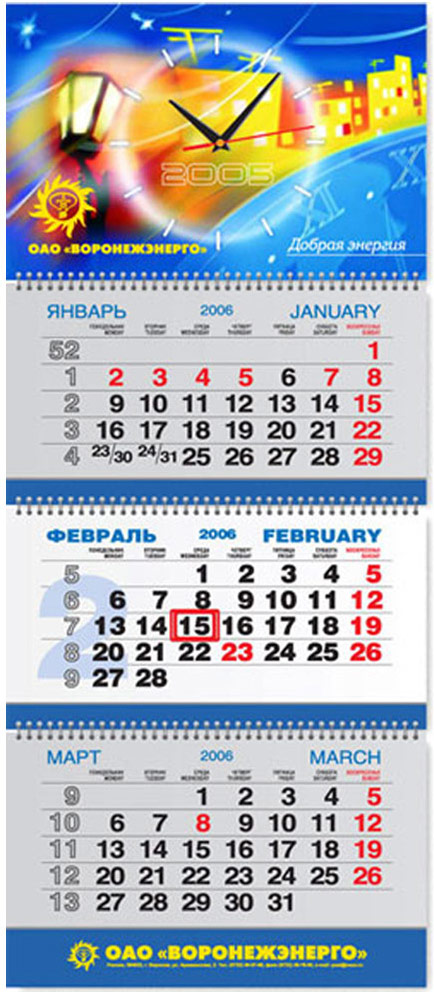 2005
ОАО «ВОРОНЕЖЭНЕРГО»
Добрая энергия
ЯНВАРЬ 2006 JANUARY
ПОНЕДЕЛЬНИК ВТОРНИК СРЕДА ЧЕТВЕРГ ПЯТНИЦА СУББОТА ВОСКРЕСЕНЬЕ
MONDAY TUESDAY WEDNESDAY THURSDAY FRIDAY SATURDAY SUNDAY
52 1
1 2 3 4 5 6 7 8
2 9 10 11 12 13 14 15
3 16 17 18 19 20 21 22
4 23/30 24/31 25 26 27 28 29
ФЕВРАЛЬ 2006 FEBRUARY
ПОНЕДЕЛЬНИК ВТОРНИК СРЕДА ЧЕТВЕРГ ПЯТНИЦА СУББОТА ВОСКРЕСЕНЬЕ
MONDAY TUESDAY WEDNESDAY THURSDAY FRIDAY SATURDAY SUNDAY
2
5 1 2 3 4 5
6 6 7 8 9 10 11 12
7 13 14 15 16 17 18 19
8 20 21 22 23 24 25 26
9 27 28
МАРТ 2006 MARCH
ПОНЕДЕЛЬНИК ВТОРНИК СРЕДА ЧЕТВЕРГ ПЯТНИЦА СУББОТА ВОСКРЕСЕНЬЕ
MONDAY TUESDAY WEDNESDAY THURSDAY FRIDAY SATURDAY SUNDAY
9 1 2 3 4 5
10 6 7 8 9 10 11 12
11 13 14 15 16 17 18 19
12 20 21 22 23 24 25 26
13 27 28 29 30 31
ОАО «ВОРОНЕЖЭНЕРГО»